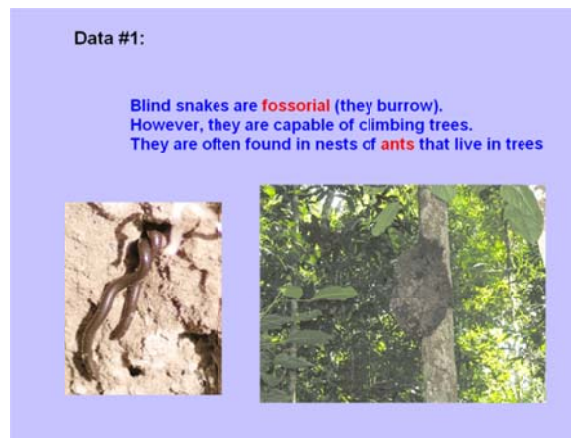 Data #1:
Blind snakes are fossorial (they burrow).
However, they are capable of climbing trees.
They are often found in nests of ants that live in trees